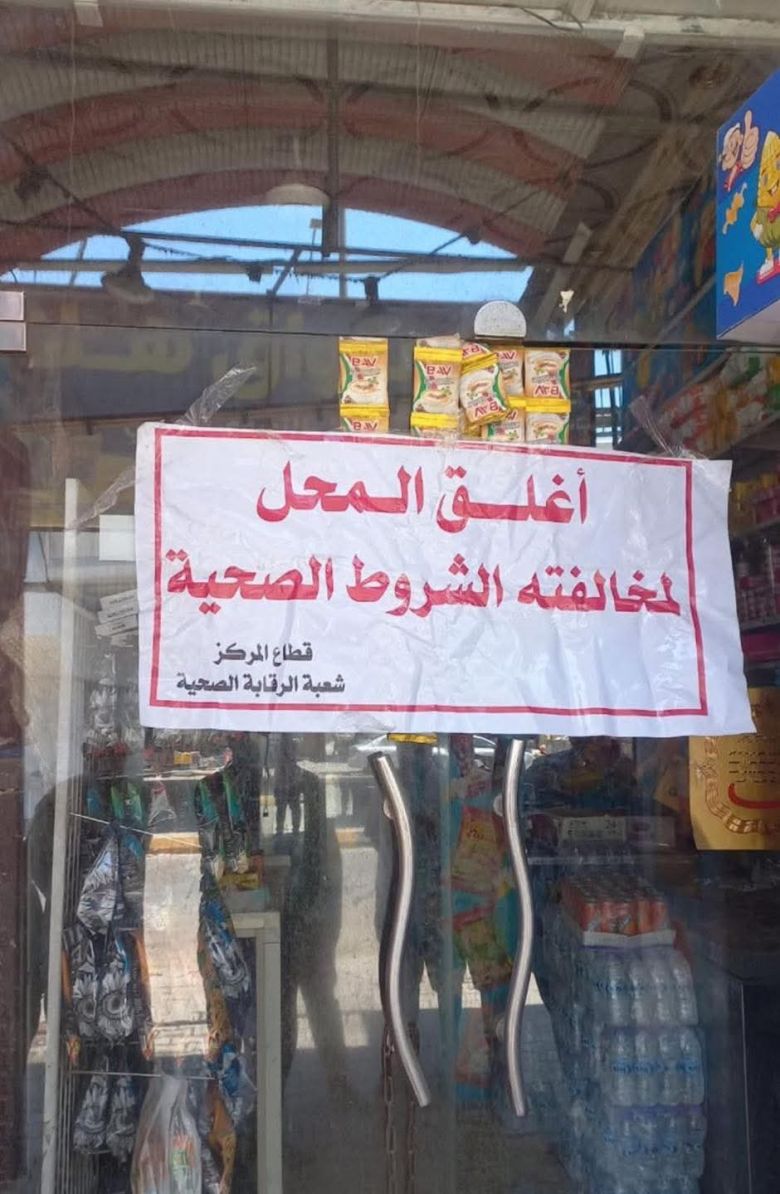 أغلق المحل
لمخالفته الشروط الصحية
قطاع المركز
شعبة الرقابة الصحية